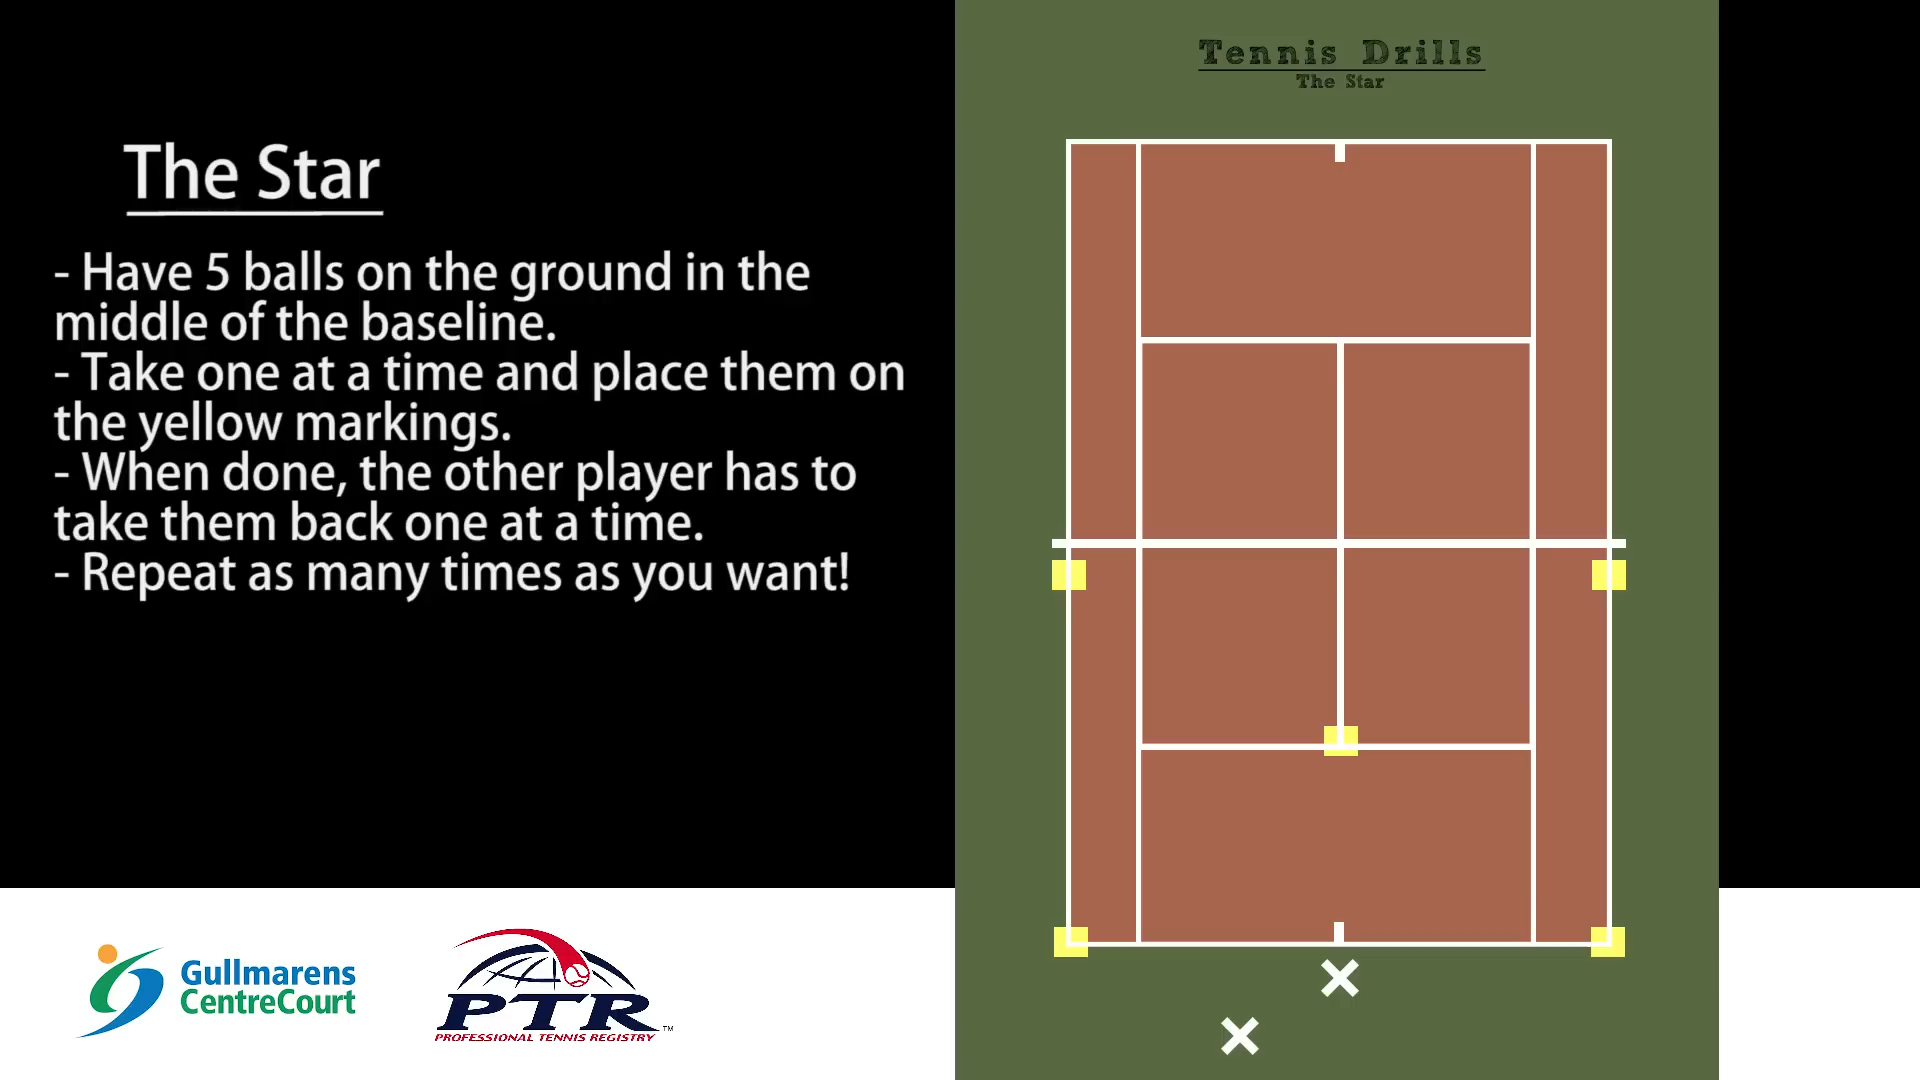 Tennis Drills
The Star
The Star
- Have 5 balls on the ground in the
middle of the baseline.
- Take one at a time and place them on
the yellow markings.
- When done, the other player has to
take them back one at a time.
- Repeat as many times as you want!
Gullmarens
CentreCourt
PTR
TM
PROFESSIONAL TENNIS REGISTRY